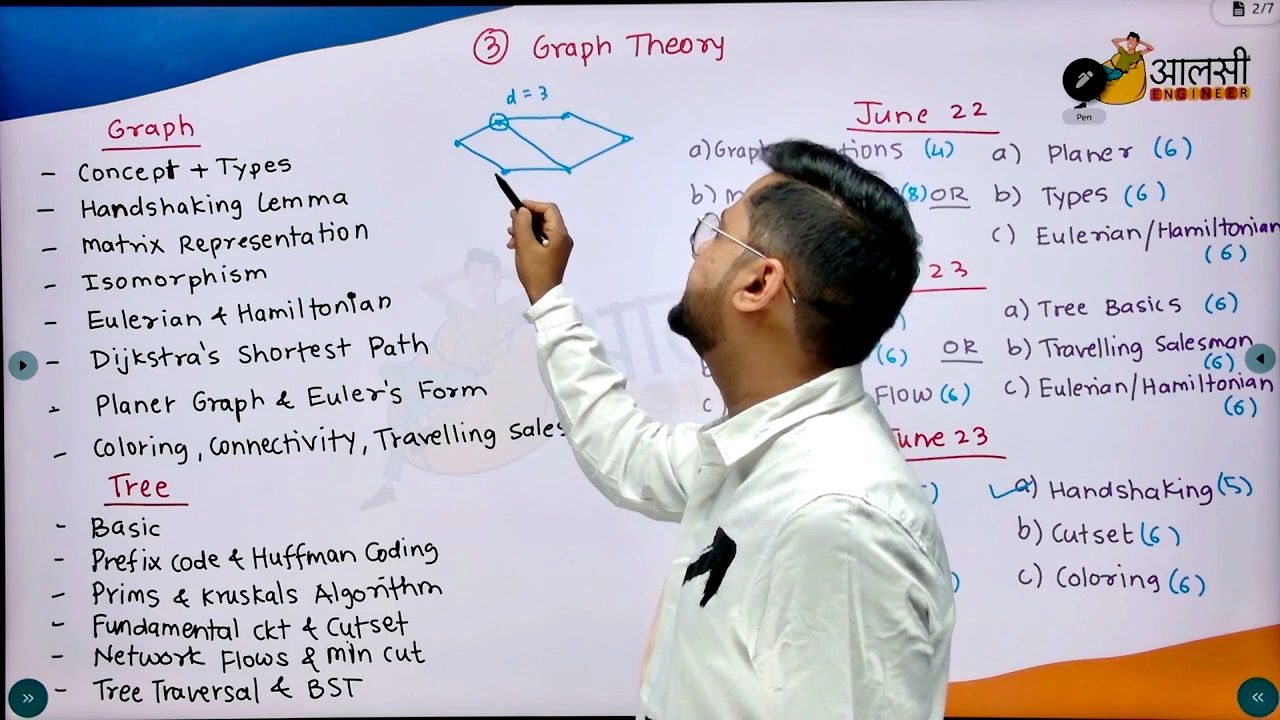 2/7
③ Graph Theory
आलसी
ENGINEER
Pen
d = 3
Graph
- Concept + Types
- Handshaking Lemma
- Matrix Representation
- Isomorphism
- Eulerian & Hamiltonian
- Dijkstra's Shortest Path
- Planer Graph & Euler's Form
- Coloring, Connectivity, Travelling Sales
Tree
- Basic
- Prefix code & Huffman Coding
- Prims & Kruskals Algorithm
- Fundamental ckt & Cutset
- Network Flows & min cut
- Tree Traversal & BST
June 22
a) (4)
b) (8) OR
a) Planer (6)
b) Types (6)
c) Eulerian/Hamiltonian
(6)
23
(6) OR
c Flow (6)
a) Tree Basics (6)
b) Travelling Salesman
(6)
c) Eulerian/Hamiltonian
(6)
June 23
a) Handshaking (5)
b) Cutset (6)
c) Coloring (6)